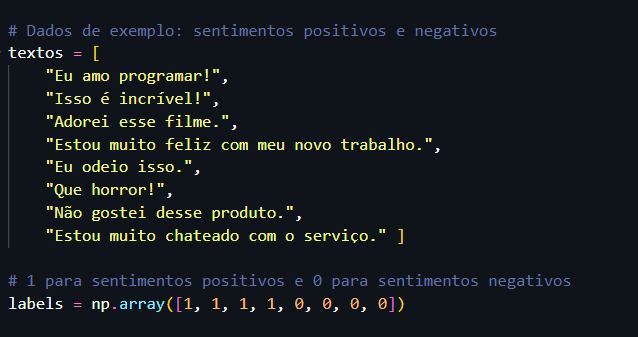 # Dados de exemplo: sentimentos positivos e negativos
textos = [
    "Eu amo programar!",
    "Isso é incrível!",
    "Adorei esse filme.",
    "Estou muito feliz com meu novo trabalho.",
    "Eu odeio isso.",
    "Que horror!",
    "Não gostei desse produto.",
    "Estou muito chateado com o serviço." ]
# 1 para sentimentos positivos e 0 para sentimentos negativos
labels = np.array([1, 1, 1, 1, 0, 0, 0, 0])